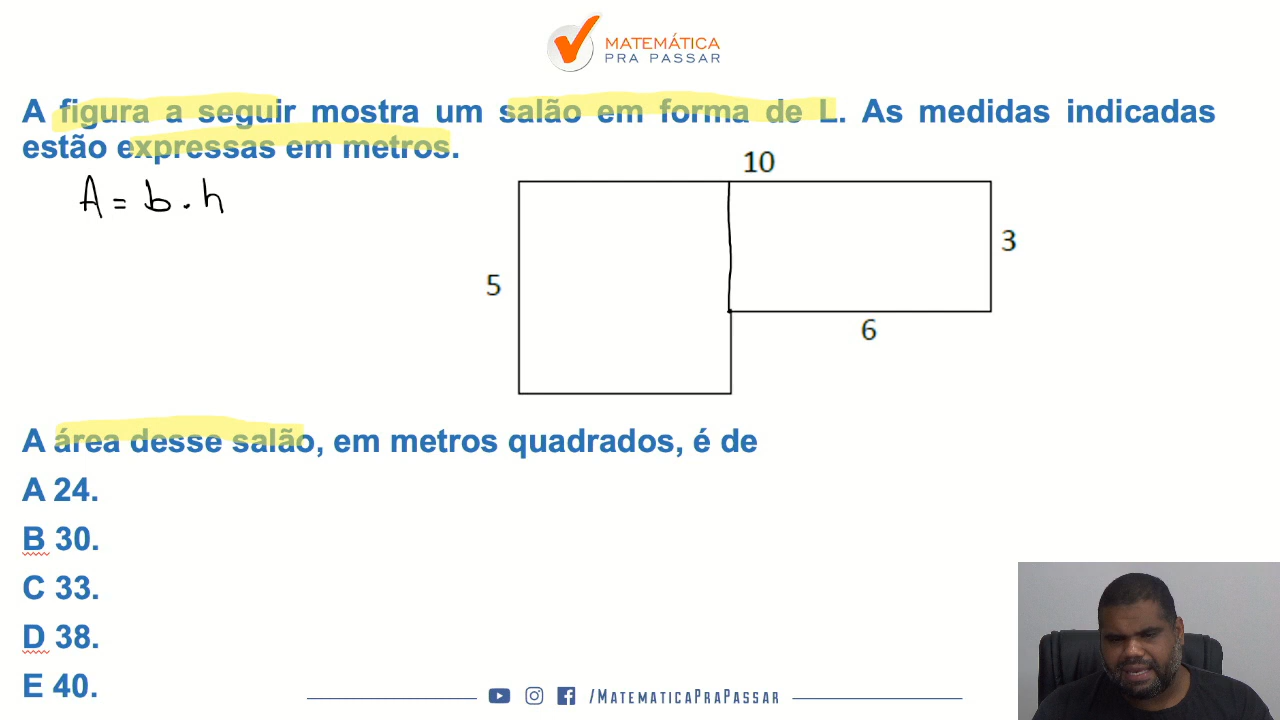 MATEMÁTICA
PRA PASSAR
A figura a seguir mostra um salão em forma de L. As medidas indicadas
estão expressas em metros.
10
A = b . h
3
5
6
A área desse salão, em metros quadrados, é de
A 24.
B 30.
C 33.
D 38.
E 40.
/MATEMATICAPRAPASSAR